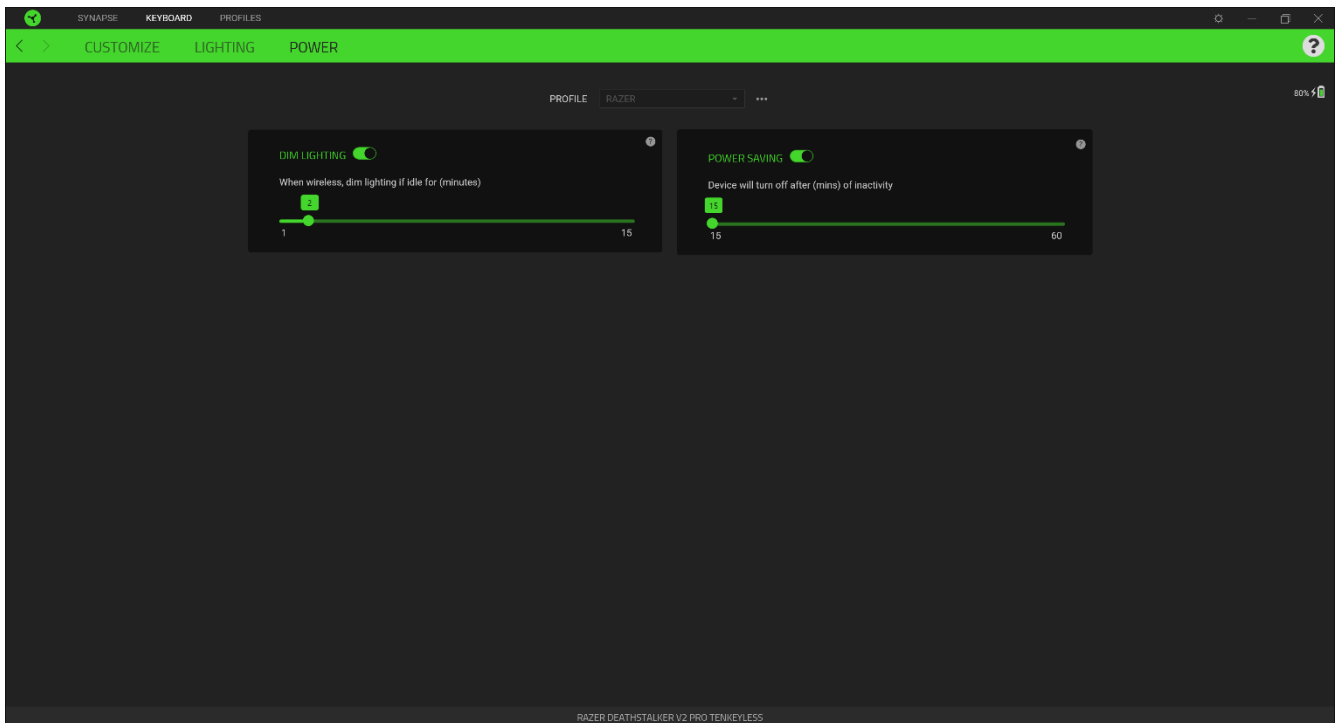 SYNAPSE KEYBOARD PROFILES
CUSTOMIZE LIGHTING POWER ?
PROFILE RAZER
80%
DIM LIGHTING ?
When wireless, dim lighting if idle for (minutes)
2
1 15
POWER SAVING ?
Device will turn off after (mins) of inactivity
15
15 60
RAZER DEATHSTALKER V2 PRO TENKEYLESS